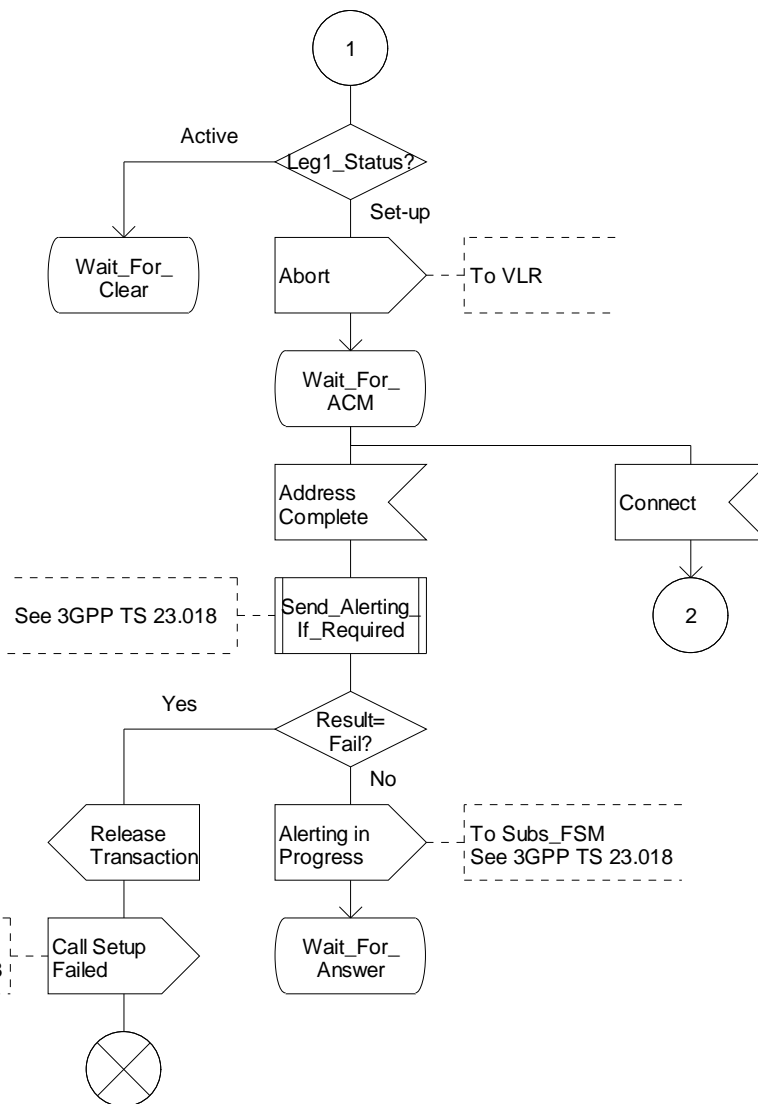 1
Active
Leg1_Status?
Set-up
Wait_For_
Clear
Abort
To VLR
Wait_For_
ACM
Address
Complete
Connect
See 3GPP TS 23.018
Send_Alerting_
If_Required
2
Yes
Result=
Fail?
No
Release
Transaction
Alerting in
Progress
To Subs_FSM
See 3GPP TS 23.018
Call Setup
Failed
Wait_For_
Answer